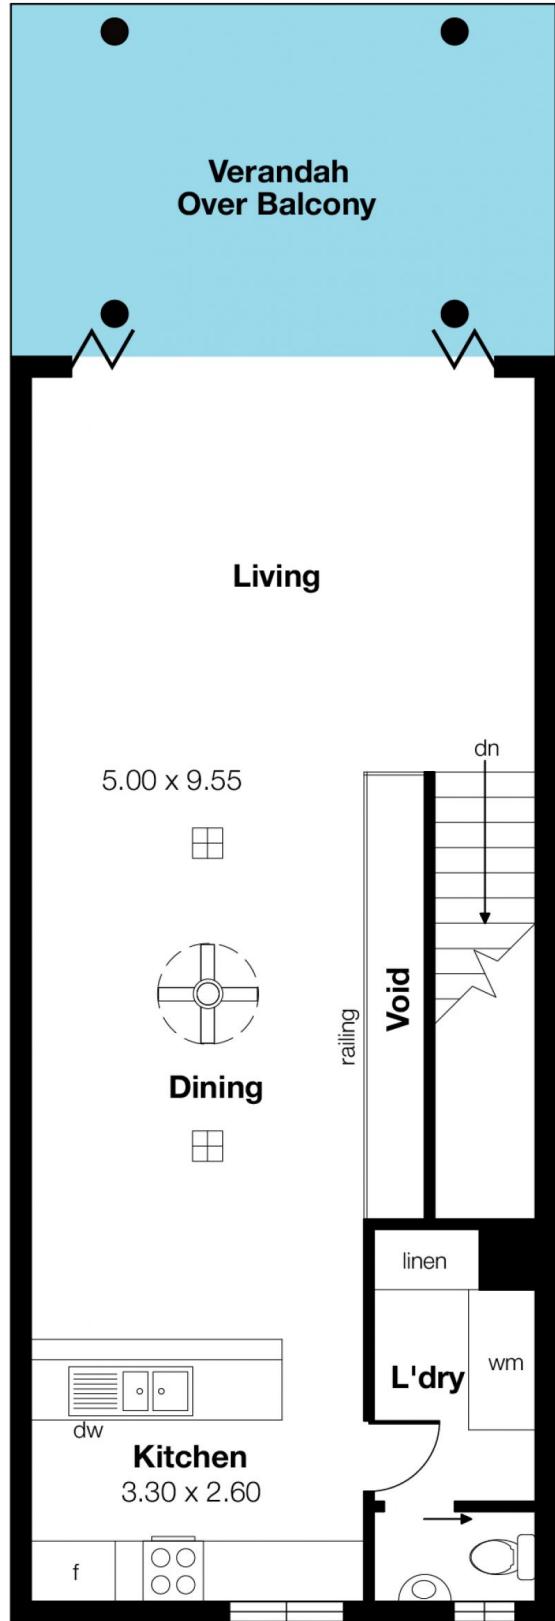 Verandah
Over Balcony
Living
dn
5.00 x 9.55
Void
railing
Dining
linen
wm
L'dry
dw
Kitchen
3.30 x 2.60
f